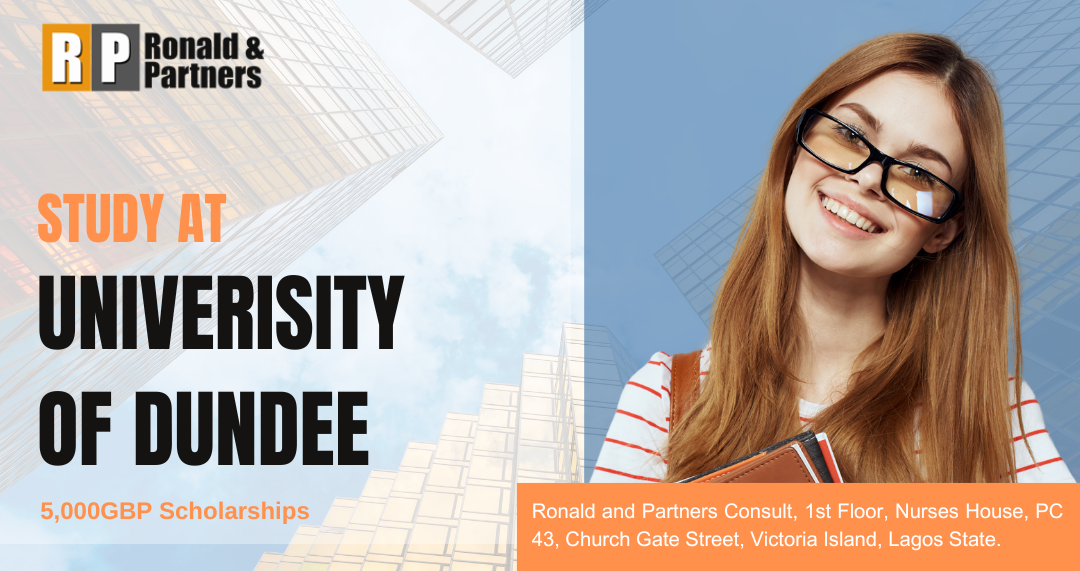 RP Ronald &
Partners
STUDY AT
UNIVERISITY
OF DUNDEE
5,000GBP Scholarships
Ronald and Partners Consult, 1st Floor, Nurses House, PC
43, Church Gate Street, Victoria Island, Lagos State.